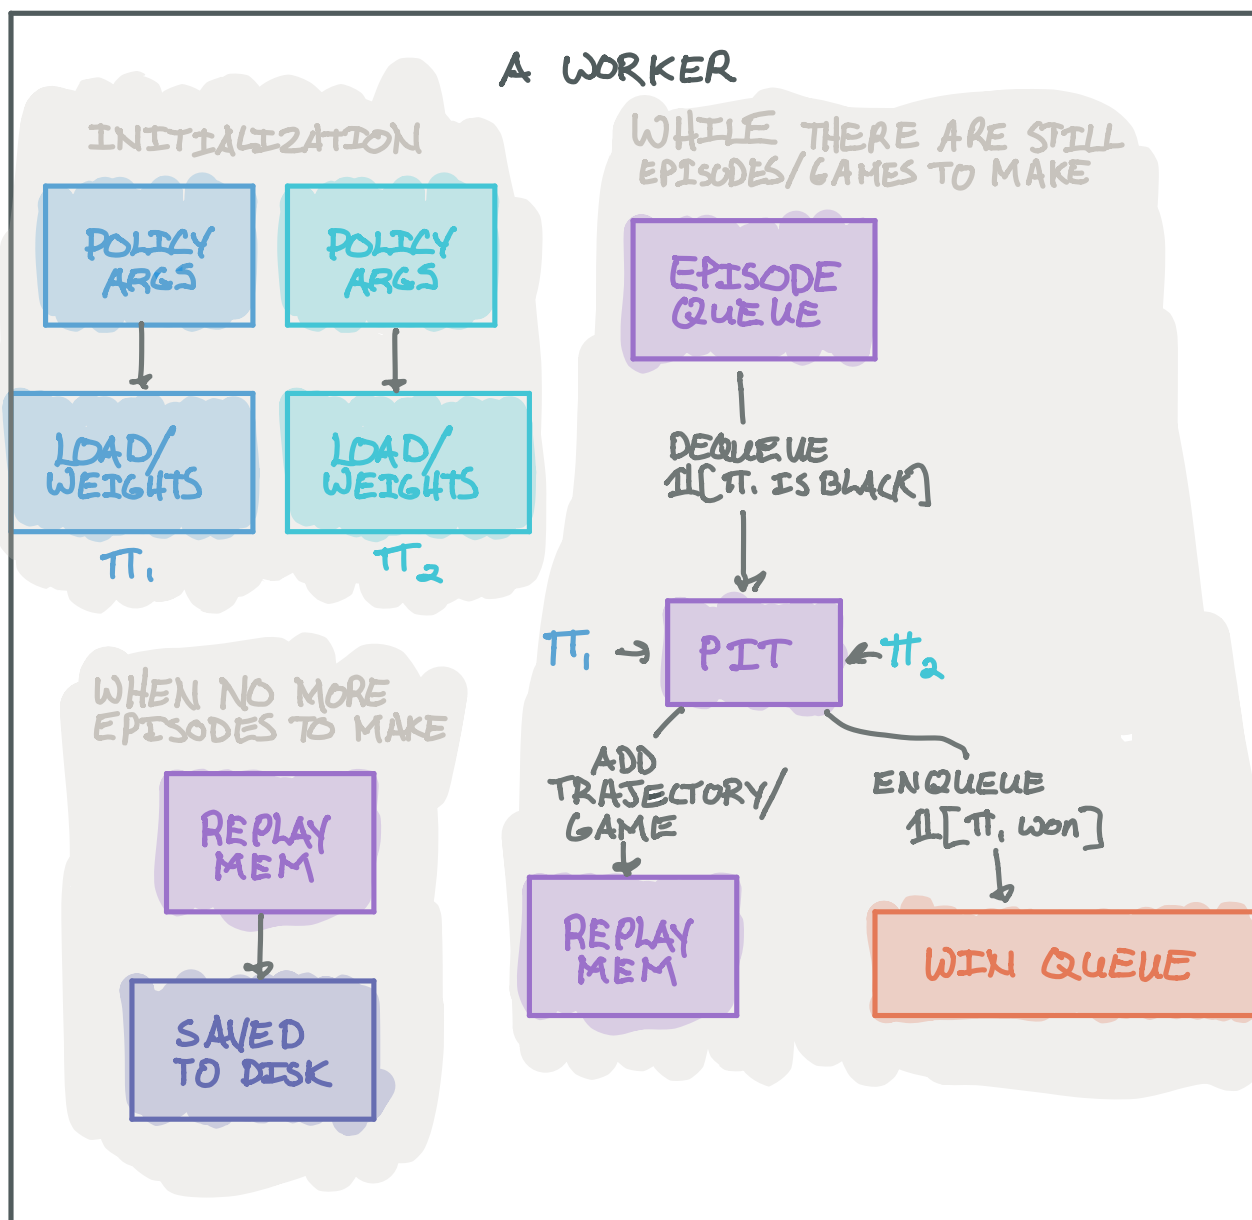 A WORKER
INITIALIZATION
POLICY
ARGS
POLICY
ARGS
LOAD/
WEIGHTS
LOAD/
WEIGHTS
π₁
π₂
WHEN NO MORE
EPISODES TO MAKE
REPLAY
MEM
SAVED
TO DISK
WHILE THERE ARE STILL
EPISODES/GAMES TO MAKE
EPISODE
QUEUE
DEQUEUE
𝟙[π₁ IS BLACK]
π₁
PIT
π₂
ADD
TRAJECTORY/
GAME
ENQUEUE
𝟙[π₁ won]
REPLAY
MEM
WIN QUEUE